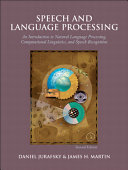 SPEECH AND
LANGUAGE PROCESSING
An Introduction to Natural Language Processing,
Computational Linguistics, and Speech Recognition
Second Edition
DANIEL JURAFSKY & JAMES H. MARTIN